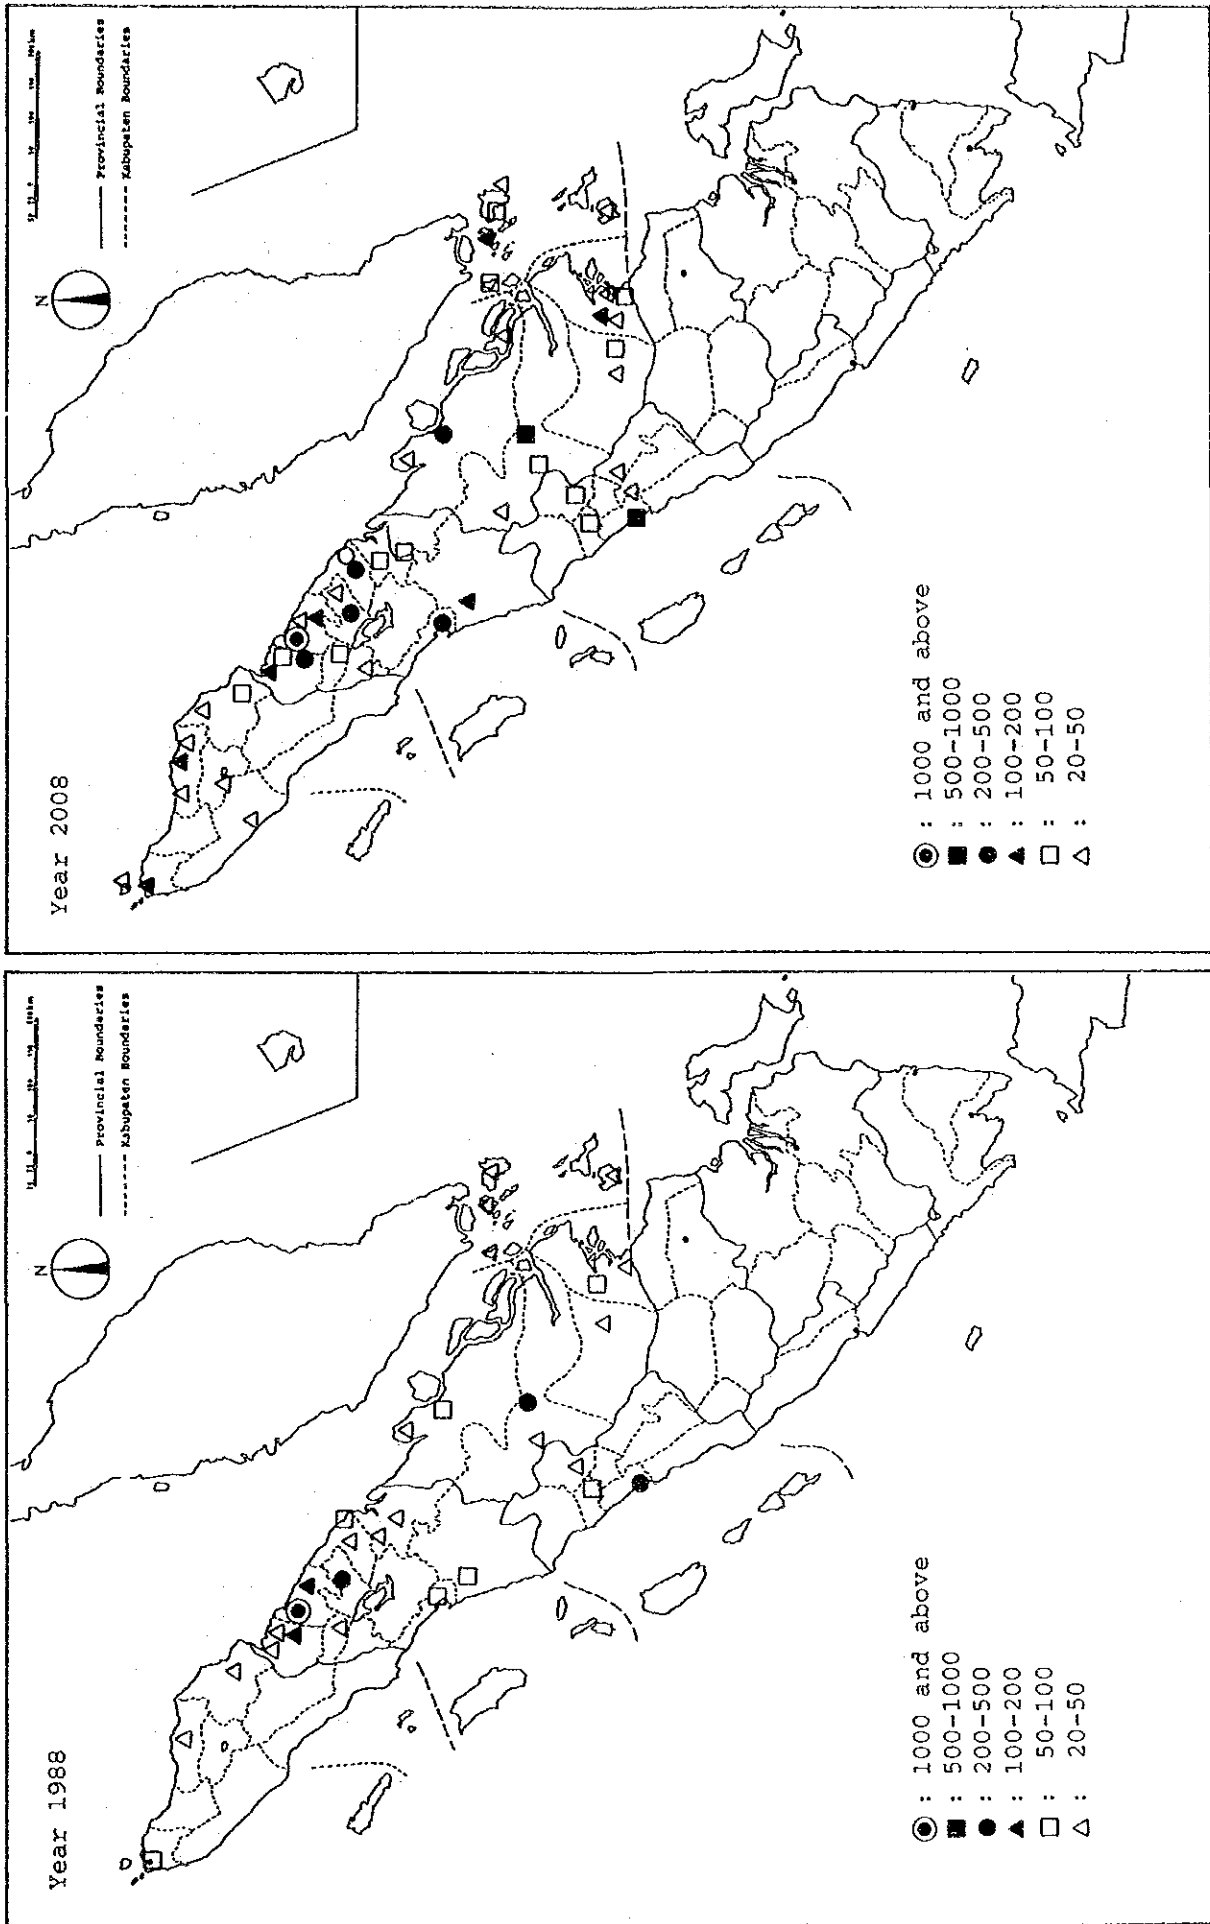 Year 1988
N
Provincial Boundaries
Kabupaten Boundaries
: 1000 and above
: 500-1000
: 200-500
: 100-200
: 50-100
: 20-50
Year 2008
N
Provincial Boundaries
Kabupaten Boundaries
: 1000 and above
: 500-1000
: 200-500
: 100-200
: 50-100
: 20-50